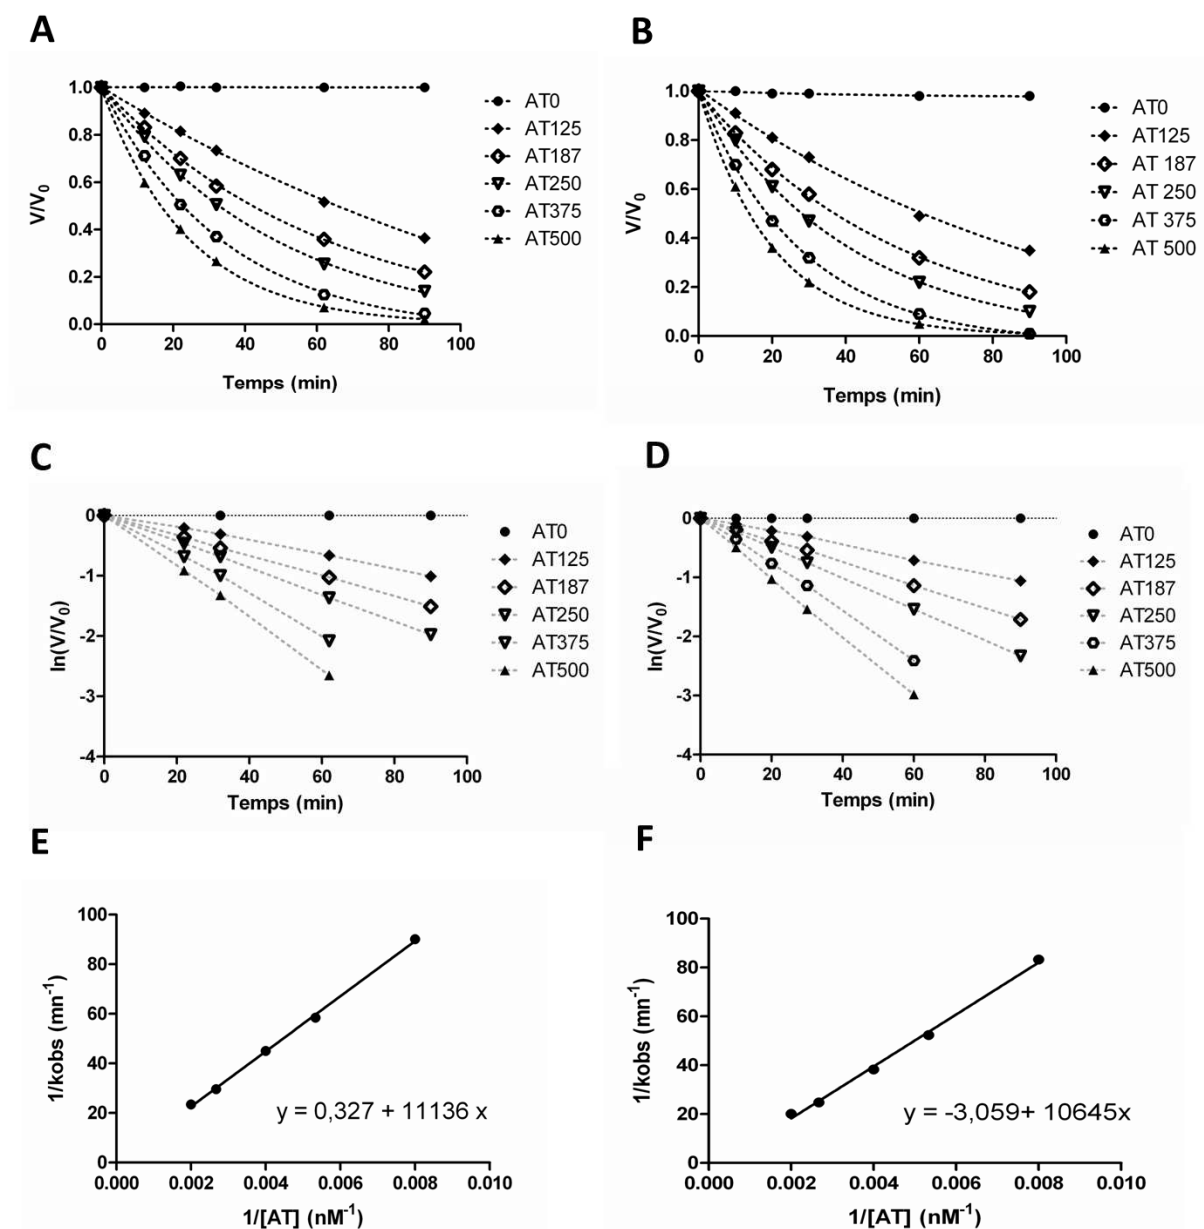 A
V/V0
1.0
0.8
0.6
0.4
0.2
0.0
0 20 40 60 80 100
Temps (min)
AT0
AT125
AT187
AT250
AT375
AT500
B
V/V0
1.0
0.8
0.6
0.4
0.2
0.0
0 20 40 60 80 100
Temps (min)
AT0
AT125
AT 187
AT 250
AT 375
AT 500
C
ln(V/V0)
0
-1
-2
-3
-4
0 20 40 60 80 100
Temps (min)
AT0
AT125
AT187
AT250
AT375
AT500
D
ln(V/V0)
0
-1
-2
-3
-4
0 20 40 60 80 100
Temps (min)
AT0
AT125
AT187
AT250
AT375
AT500
E
1/kobs (mn-1)
100
80
60
40
20
0
y = 0,327 + 11136 x
0.000 0.002 0.004 0.006 0.008 0.010
1/[AT] (nM-1)
F
1/kobs (mn-1)
100
80
60
40
20
0
y = -3,059+ 10645x
0.000 0.002 0.004 0.006 0.008 0.010
1/[AT] (nM-1)